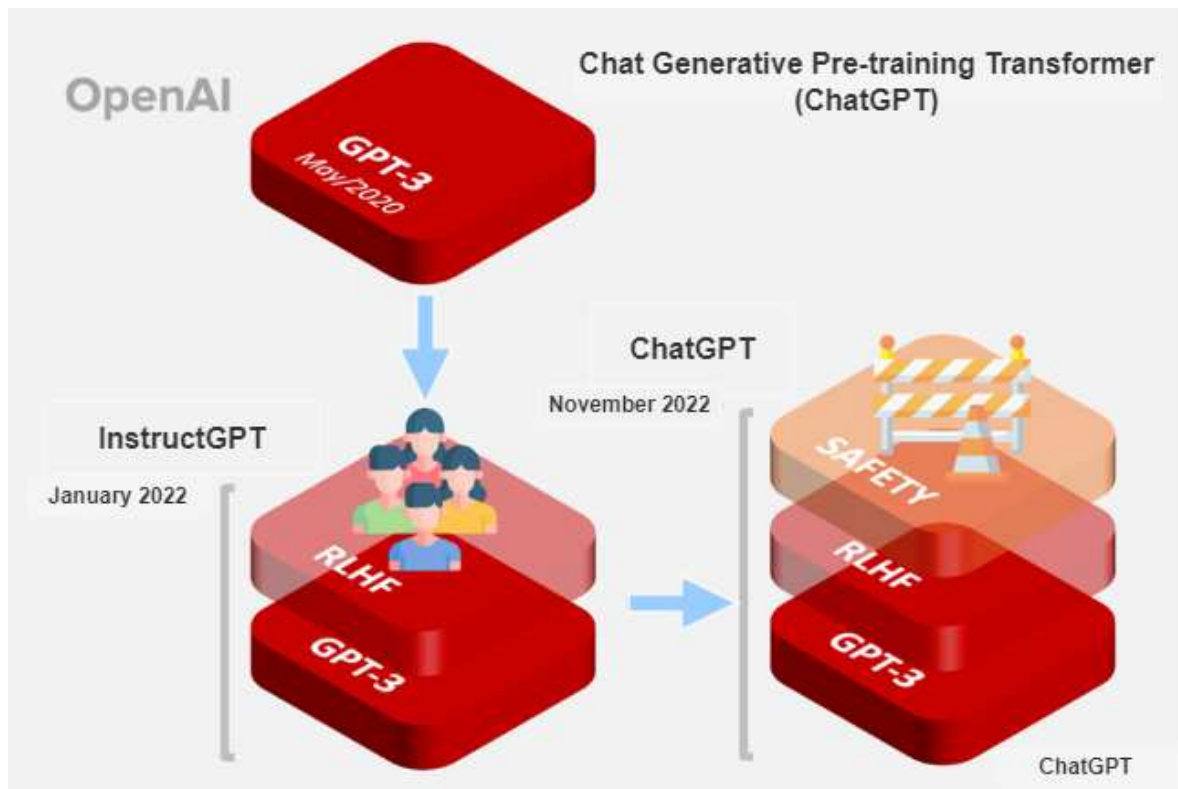 OpenAI
Chat Generative Pre-training Transformer
(ChatGPT)
GPT-3
May/2020
InstructGPT
January 2022
RLHF
GPT-3
ChatGPT
November 2022
SAFETY
RLHF
GPT-3
ChatGPT